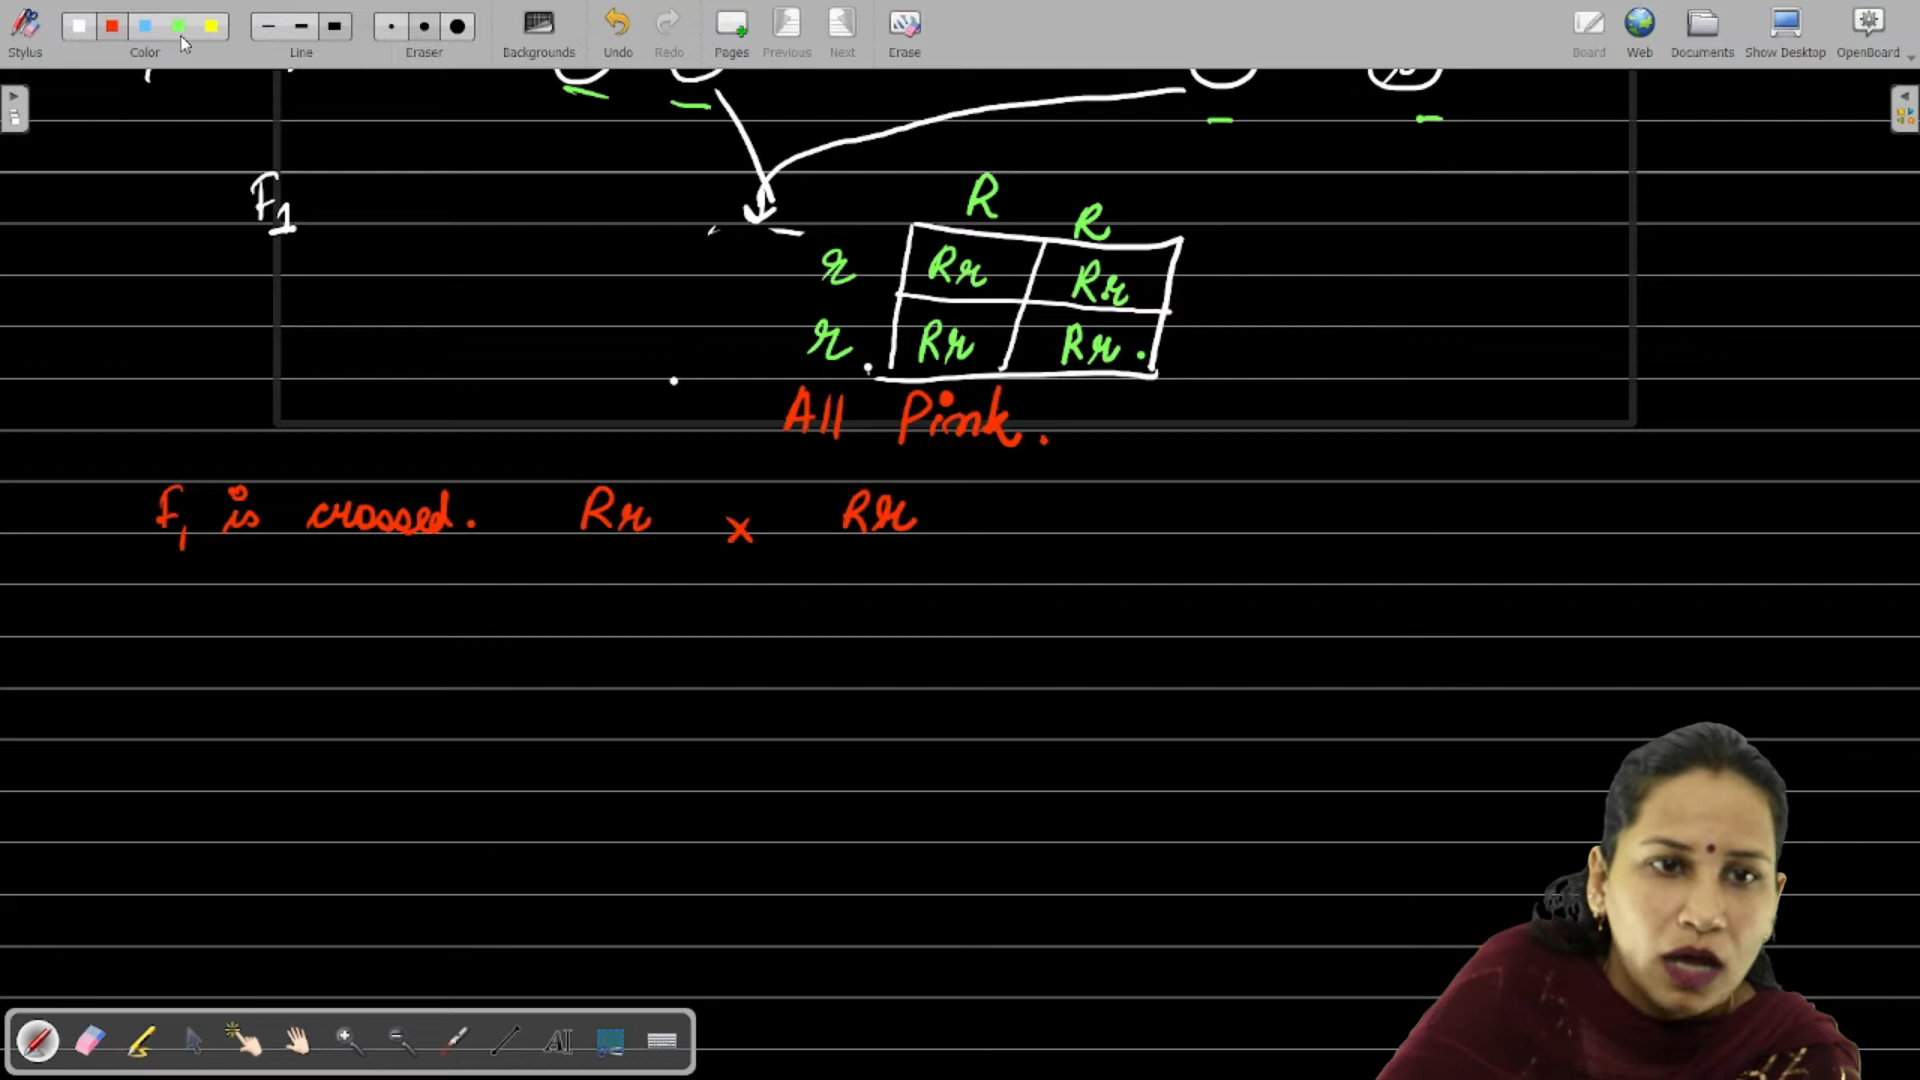 Stylus Color Line Eraser Backgrounds Undo Redo Pages Previous Next Erase Board Web Documents Show Desktop OpenBoard
F1
R R
r Rr Rr
r Rr Rr
All Pink.
F1 is crossed. Rr x Rr
AI